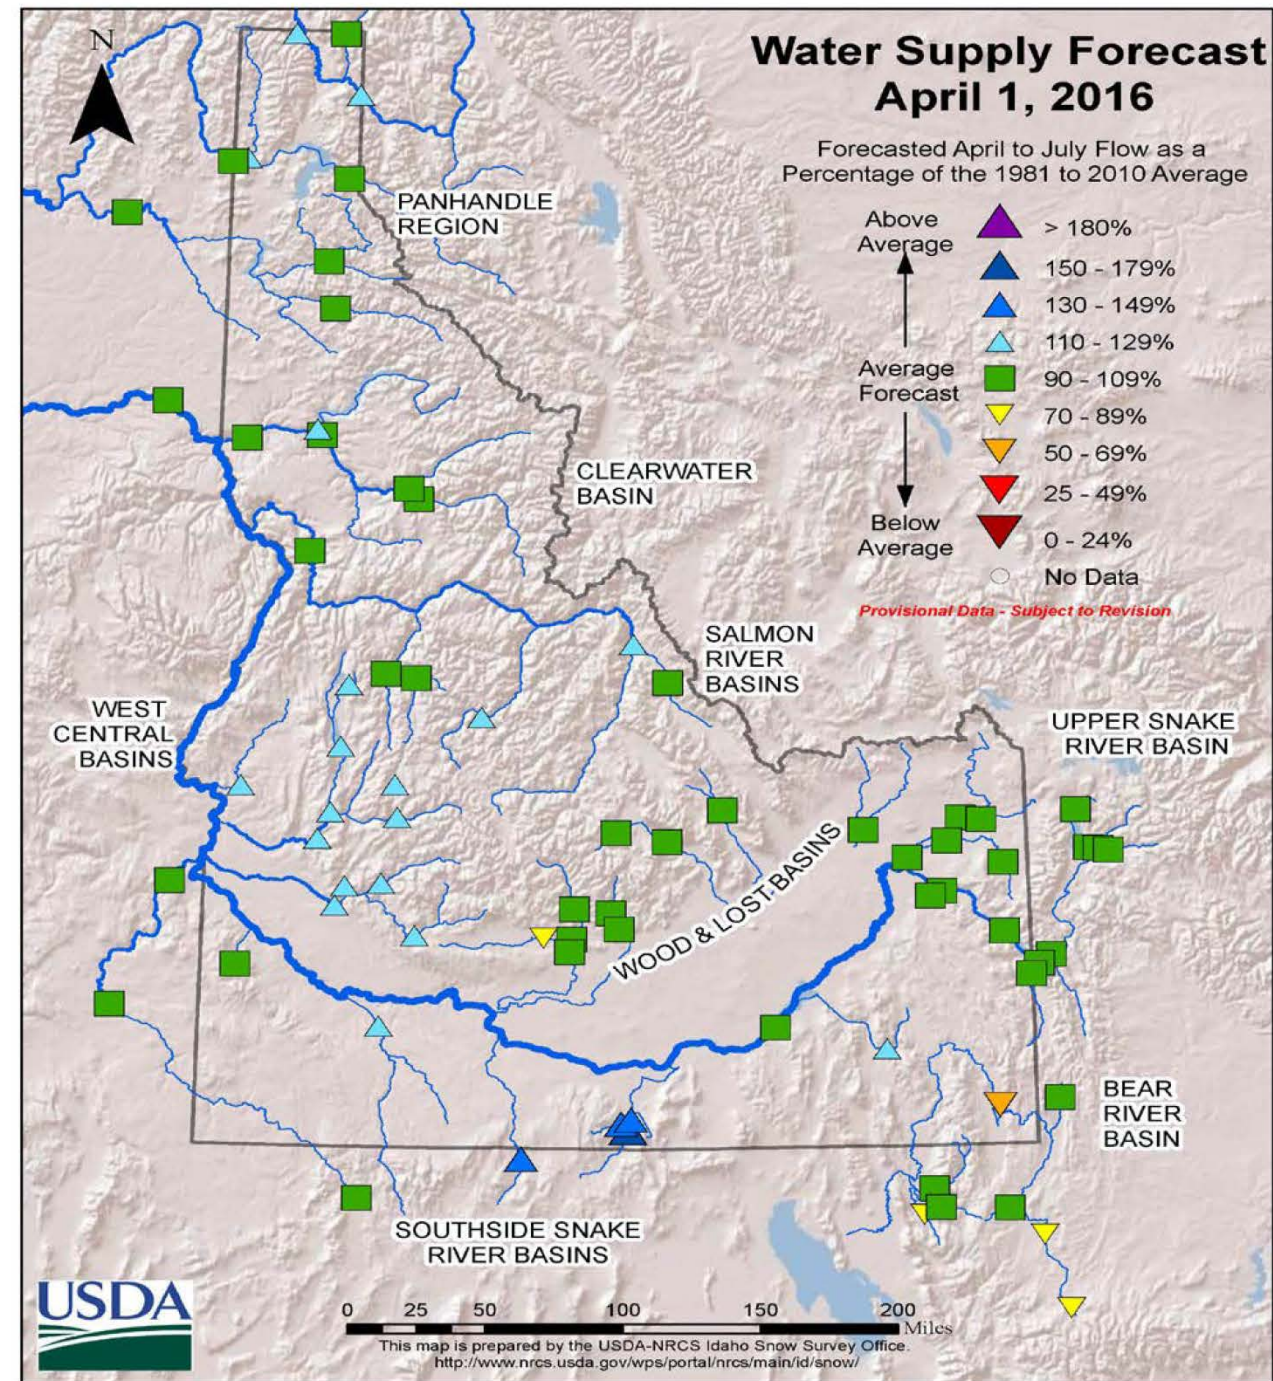 N
Water Supply Forecast
April 1, 2016
Forecasted April to July Flow as a
Percentage of the 1981 to 2010 Average
Above
Average
> 180%
150 - 179%
130 - 149%
110 - 129%
Average
Forecast
90 - 109%
70 - 89%
50 - 69%
25 - 49%
Below
Average
0 - 24%
No Data
Provisional Data - Subject to Revision
PANHANDLE
REGION
CLEARWATER
BASIN
SALMON
RIVER
BASINS
WEST
CENTRAL
BASINS
UPPER SNAKE
RIVER BASIN
WOOD & LOST BASINS
BEAR
RIVER
BASIN
SOUTHSIDE SNAKE
RIVER BASINS
USDA
0 25 50 100 150 200
Miles
This map is prepared by the USDA-NRCS Idaho Snow Survey Office.
http://www.nrcs.usda.gov/wps/portal/nrcs/main/id/snow/